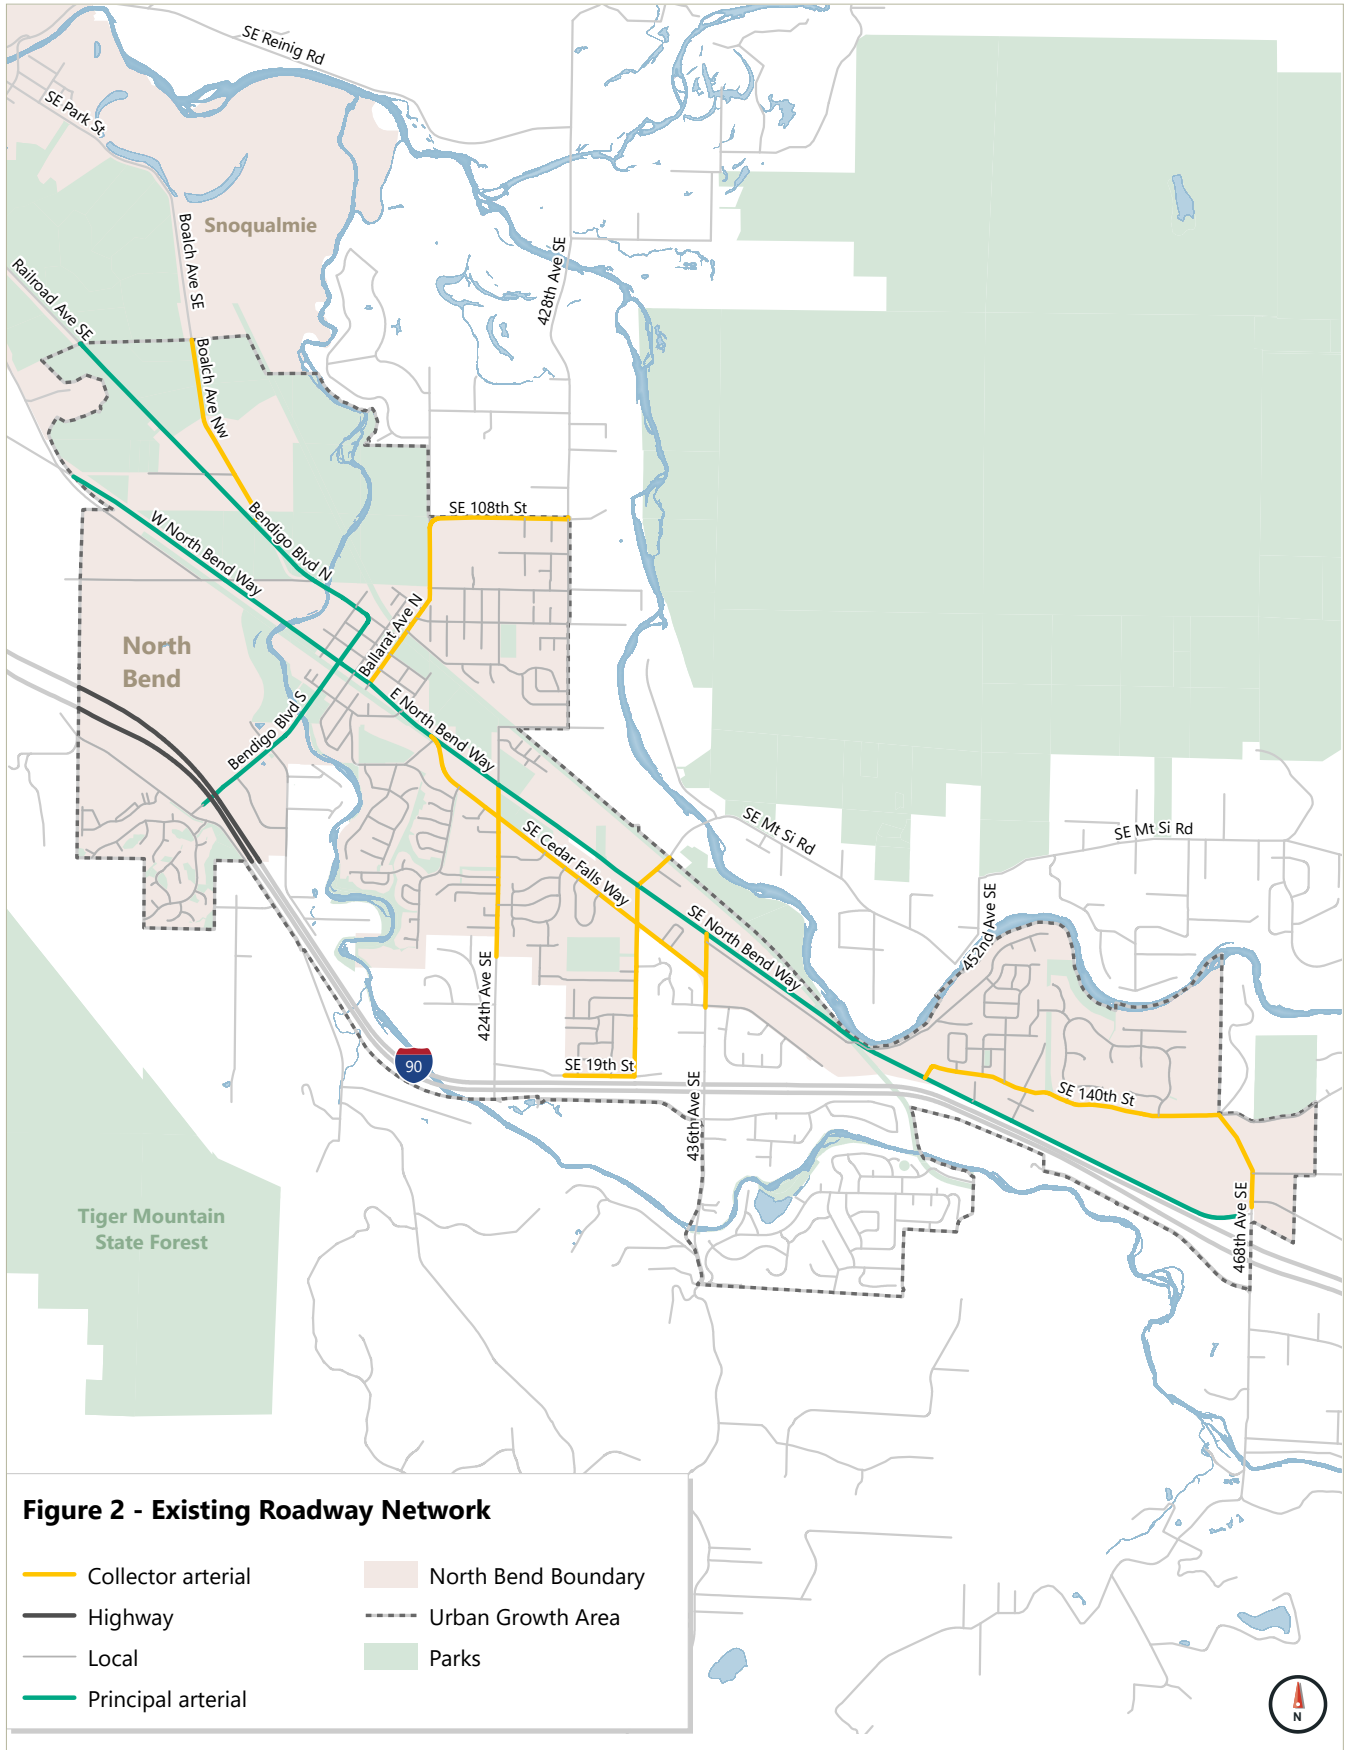 SE Reinig Rd
SE Park St
Boalch Ave SE
Snoqualmie
428th Ave SE
Railroad Ave SE
Boalch Ave Nw
SE 108th St
Bendigo Blvd N
W North Bend Way
Ballarat Ave N
North
Bend
E North Bend Way
Bendigo Blvd S
SE Mt Si Rd
SE Mt Si Rd
SE Cedar Falls Way
452nd Ave SE
SE North Bend Way
424th Ave SE
90
SE 19th St
SE 140th St
436th Ave SE
468th Ave SE
Tiger Mountain
State Forest
Figure 2 - Existing Roadway Network
Collector arterial
Highway
Local
Principal arterial
North Bend Boundary
Urban Growth Area
Parks
N